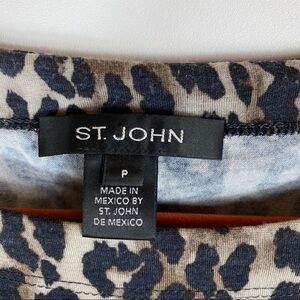 ST. JOHN
P
MADE IN
MEXICO BY
ST. JOHN
DE MEXICO